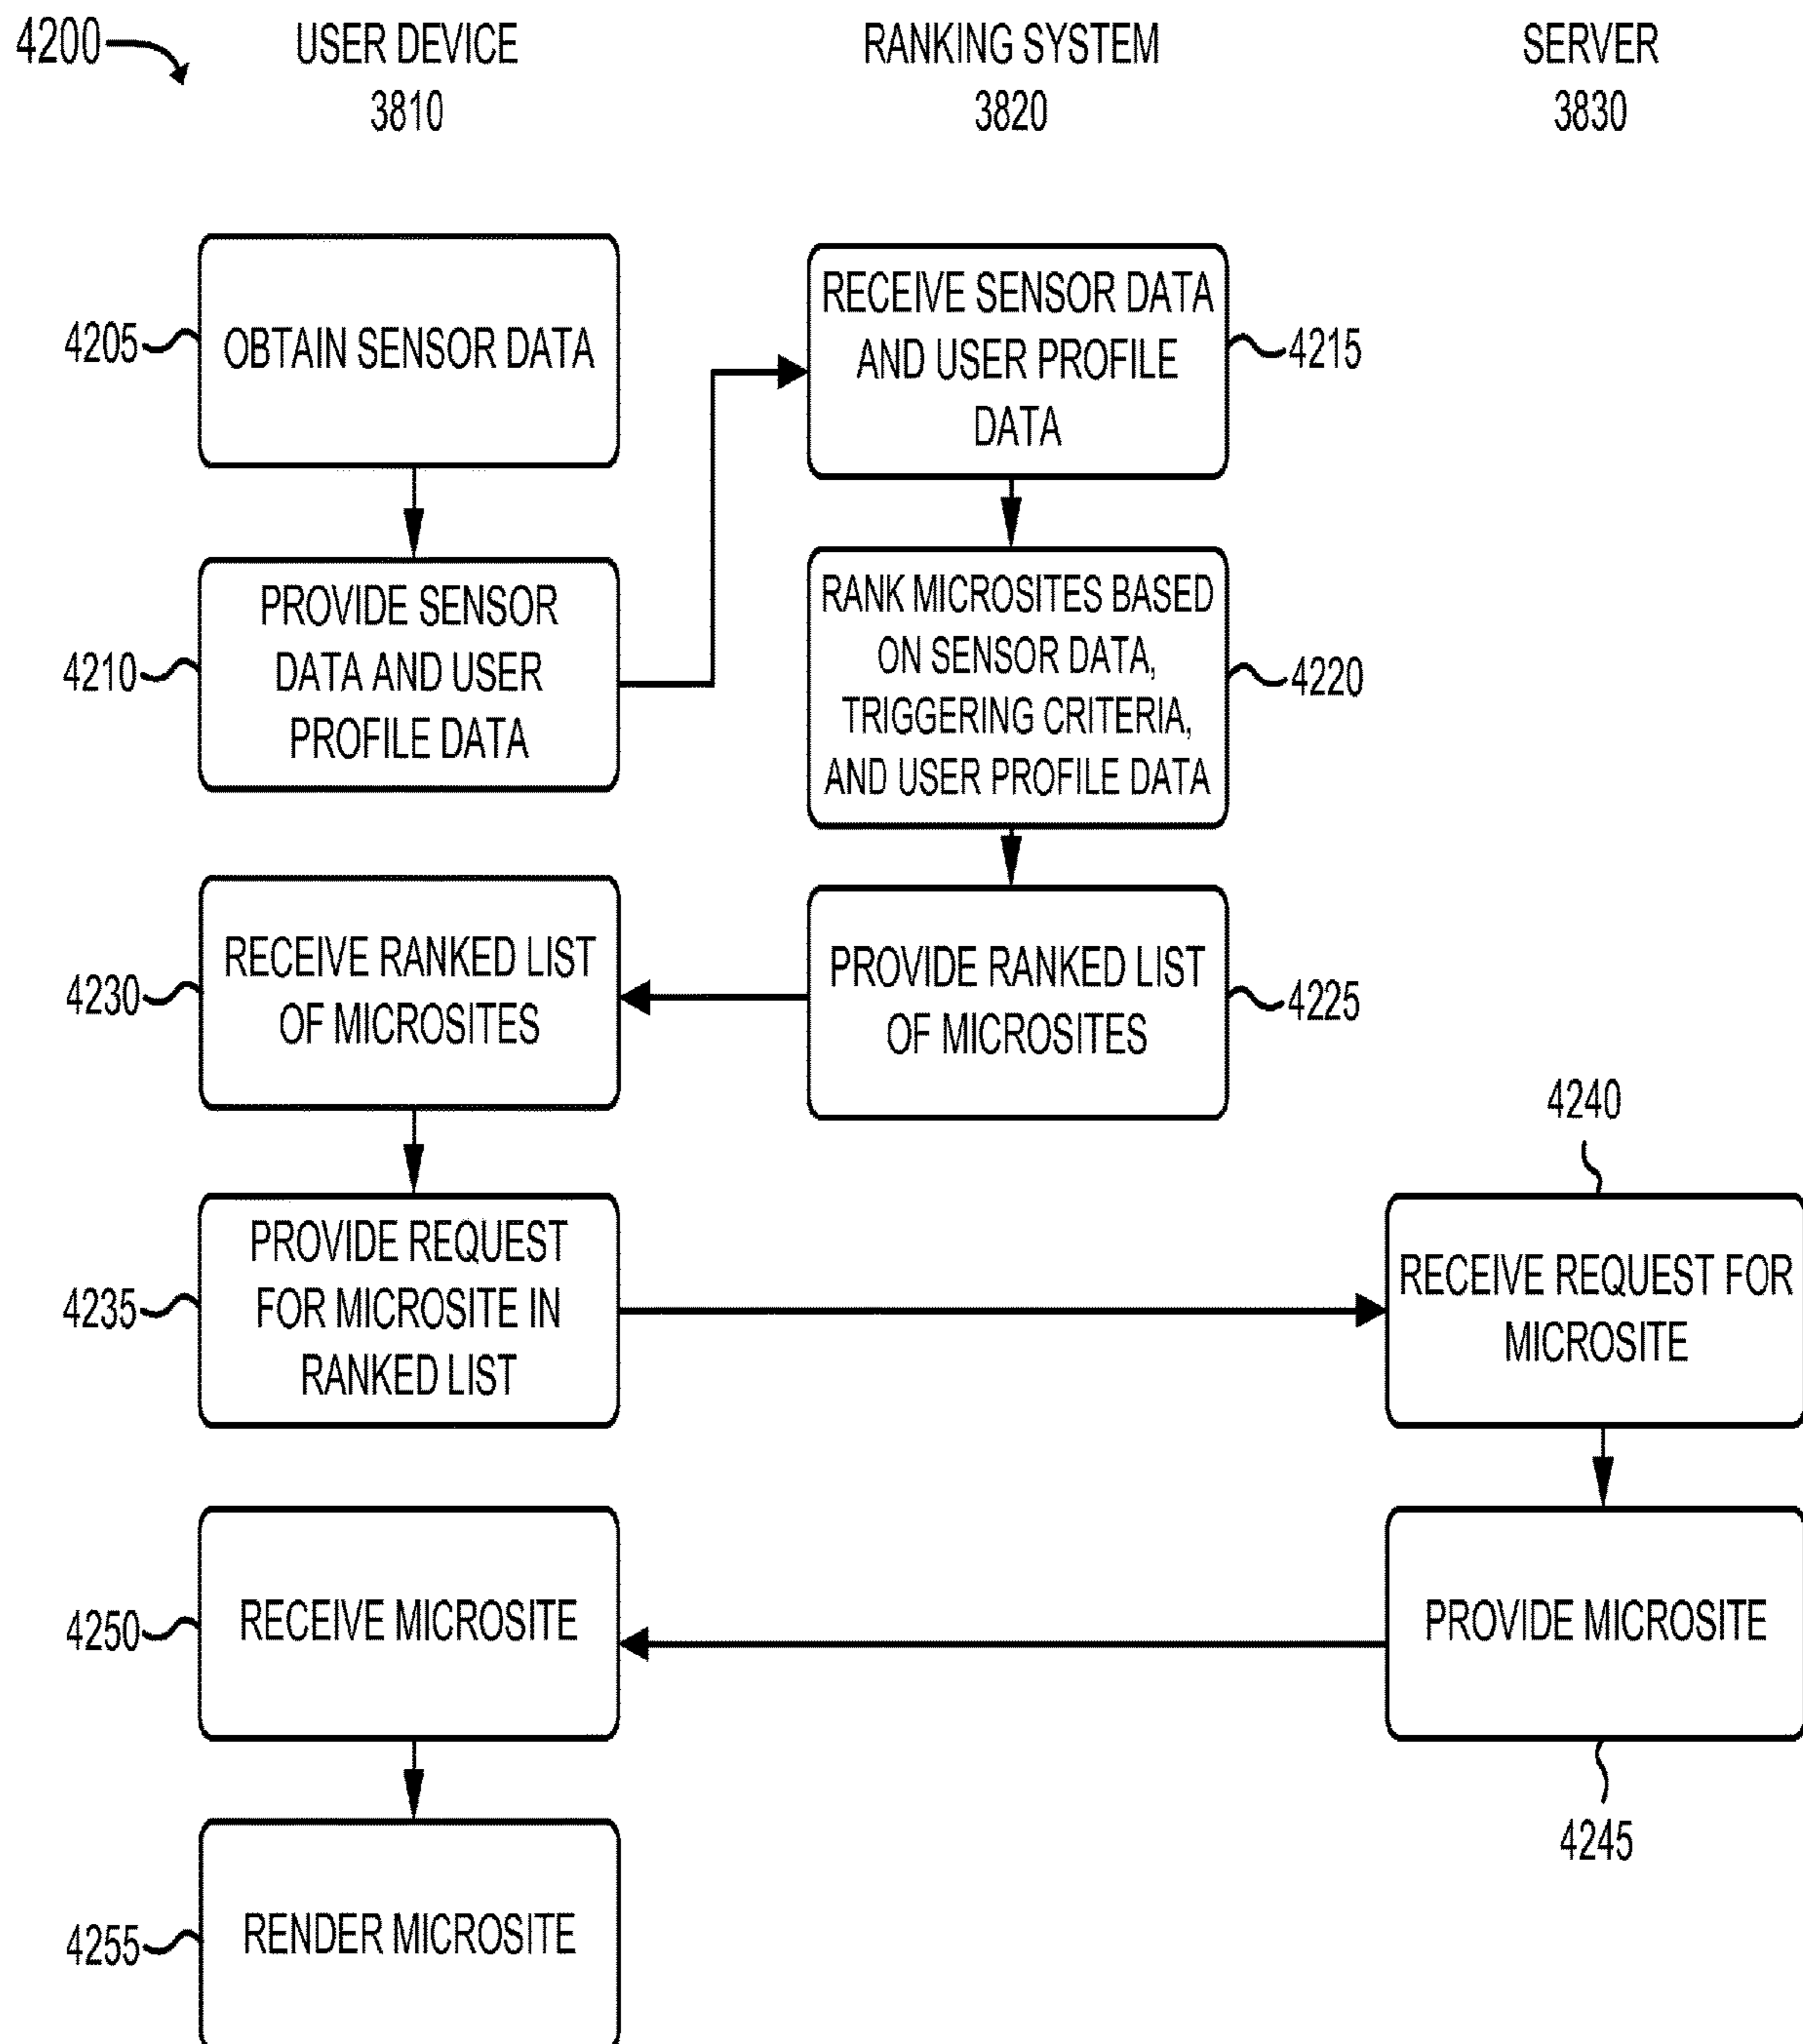 4200
USER DEVICE
3810
RANKING SYSTEM
3820
SERVER
3830
4205
OBTAIN SENSOR DATA
RECEIVE SENSOR DATA
AND USER PROFILE
DATA
4215
4210
PROVIDE SENSOR
DATA AND USER
PROFILE DATA
RANK MICROSITES BASED
ON SENSOR DATA,
TRIGGERING CRITERIA,
AND USER PROFILE DATA
4220
4230
RECEIVE RANKED LIST
OF MICROSITES
PROVIDE RANKED LIST
OF MICROSITES
4225
4235
PROVIDE REQUEST
FOR MICROSITE IN
RANKED LIST
4240
RECEIVE REQUEST FOR
MICROSITE
4250
RECEIVE MICROSITE
PROVIDE MICROSITE
4245
4255
RENDER MICROSITE